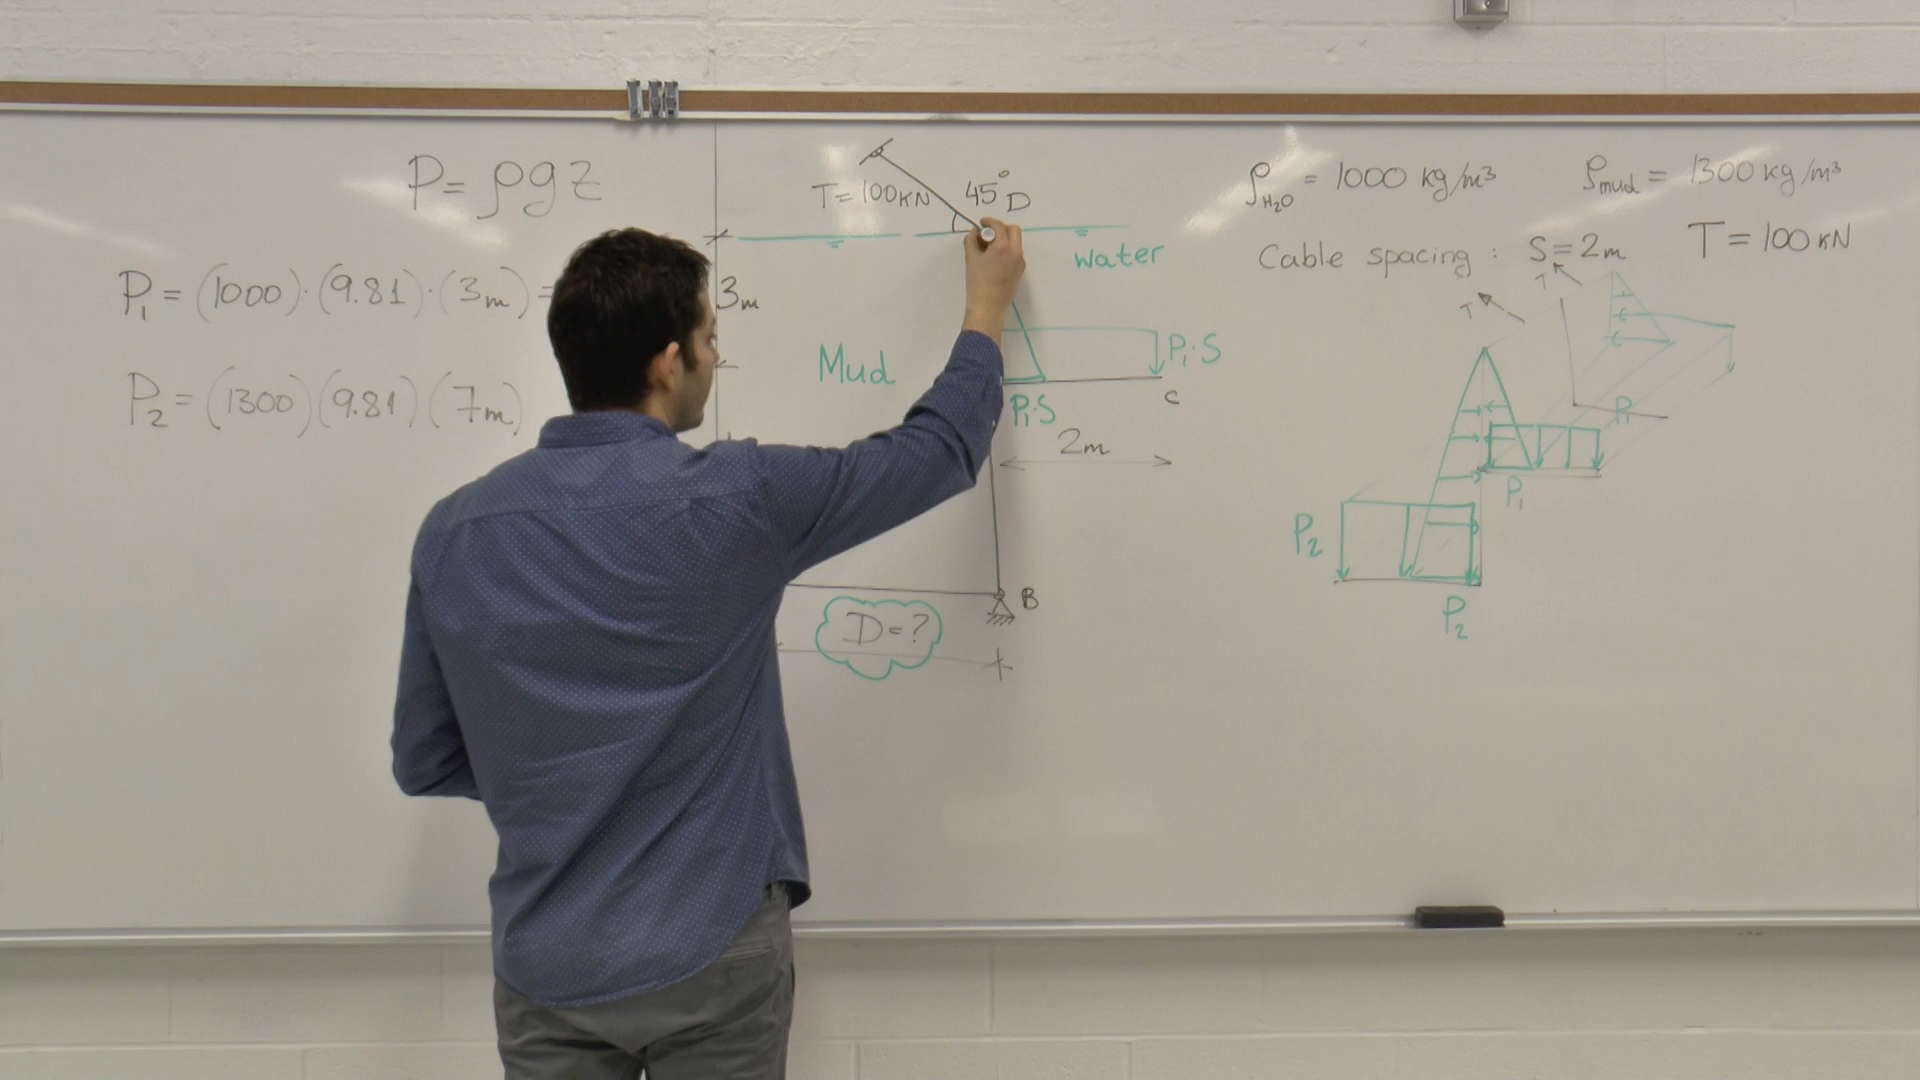 P = ρgz
P₁ = (1000)·(9.81)·(3m) =
P₂ = (1300)(9.81)(7m)
T=100KN
45°
D
water
3m
Mud
P₁·S
P₁·S
C
2m
B
D=?
ρH₂O = 1000 kg/m³
ρmud = 1300 kg/m³
Cable spacing : S=2m
T = 100 KN
T
T
P₁
P₁
P₂
P₂